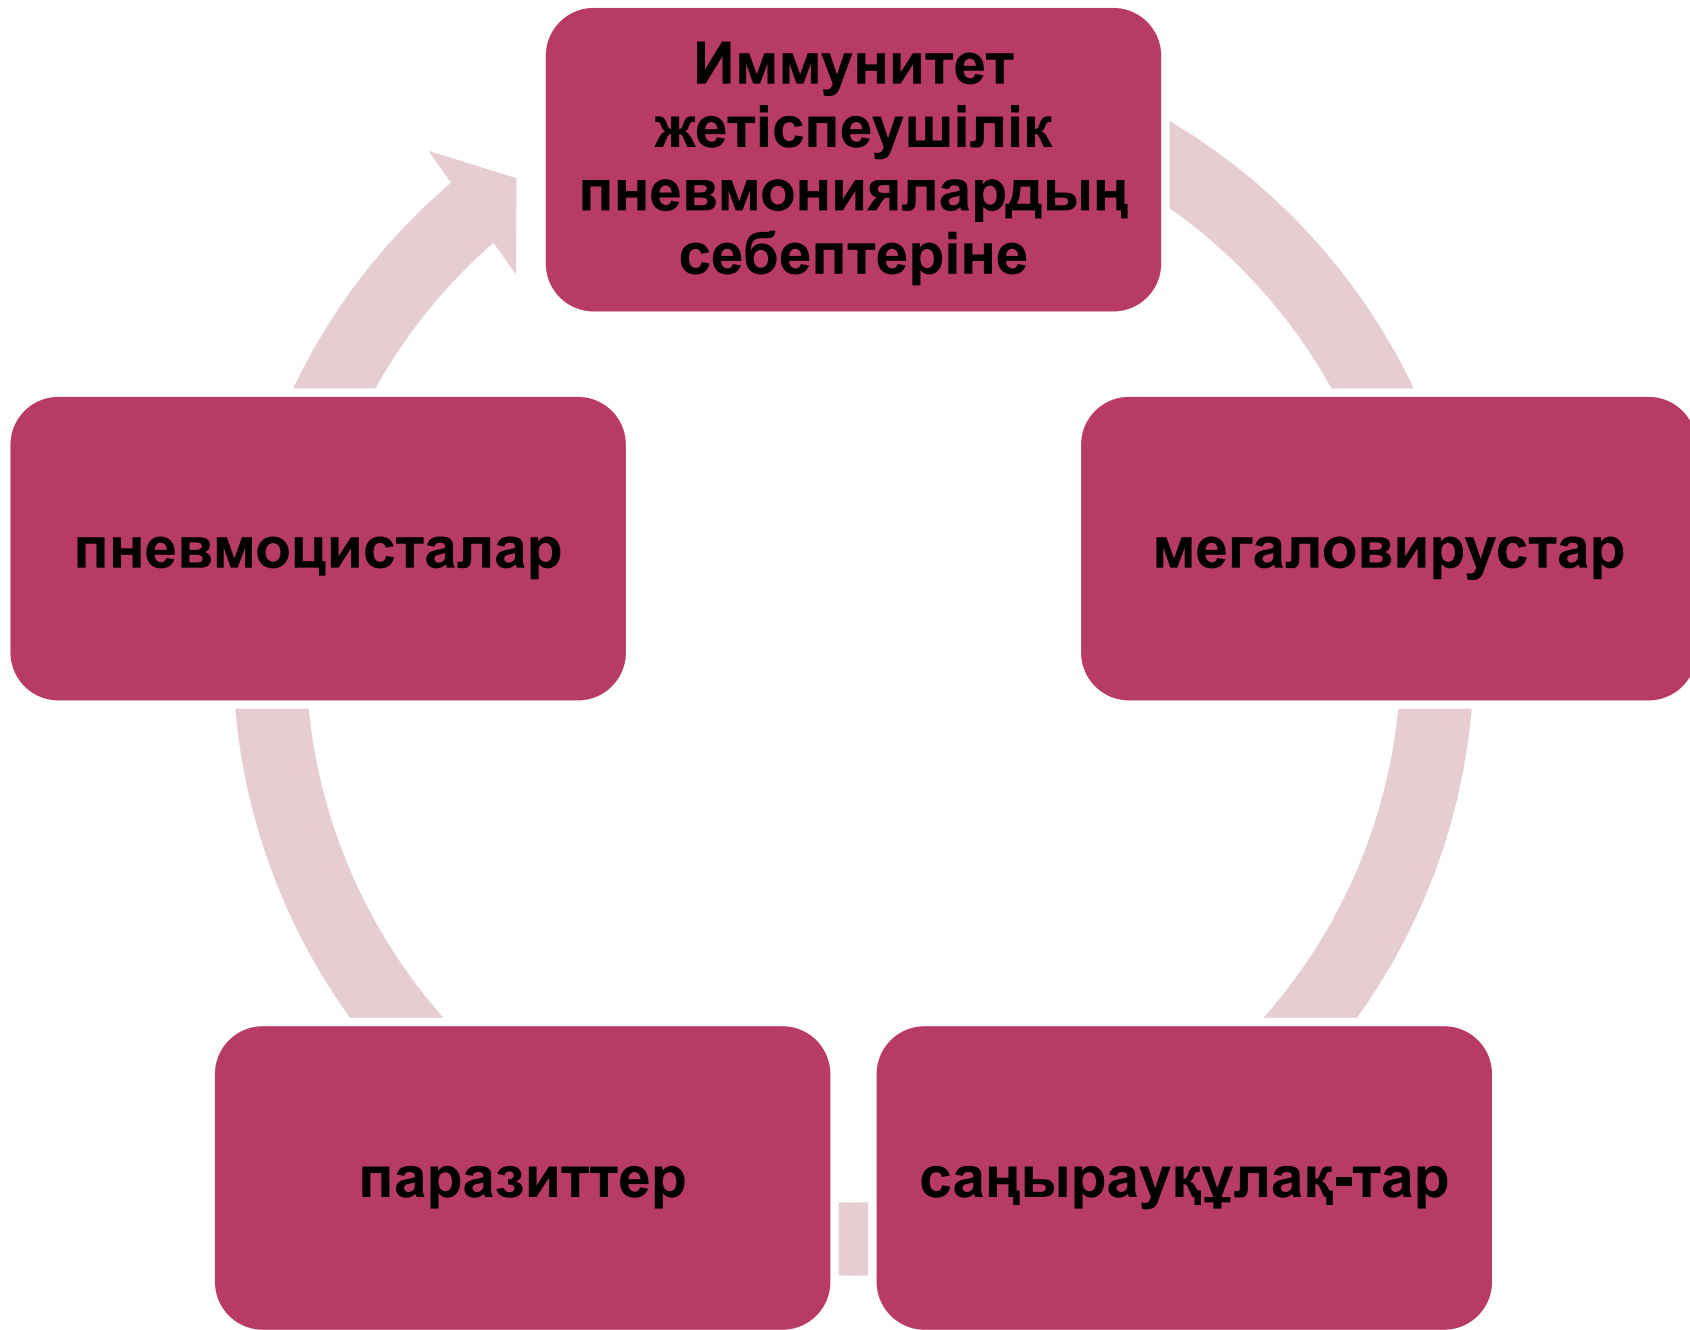 Иммунитет
жетіспеушілік
пневмониялардың
себептеріне
пневмоцисталар
мегаловирустар
паразиттер
саңырауқұлақ-тар